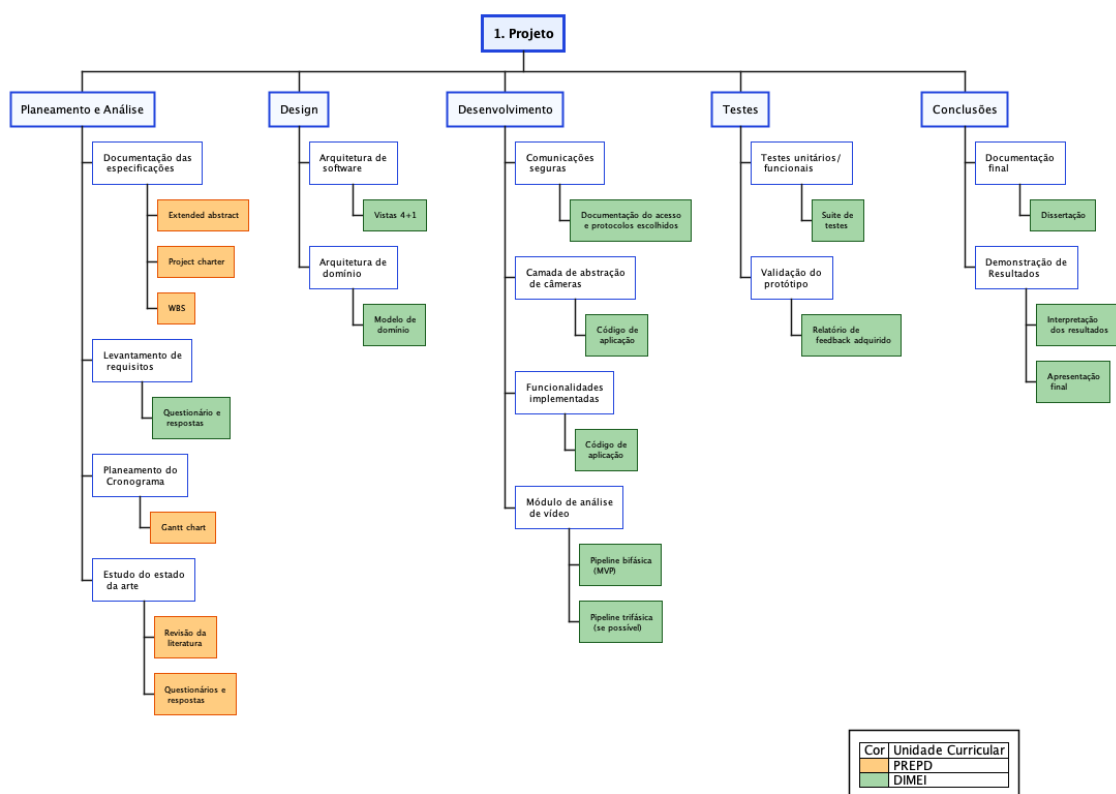 1. Projeto
Planeamento e Análise
Documentação das
especificações
Extended abstract
Project charter
WBS
Levantamento de
requisitos
Questionário e
respostas
Planeamento do
Cronograma
Gantt chart
Estudo do estado
da arte
Revisão da
literatura
Questionários e
respostas
Design
Arquitetura de
software
Vistas 4+1
Arquitetura de
domínio
Modelo de
domínio
Desenvolvimento
Comunicações
seguras
Documentação do acesso
e protocolos escolhidos
Camada de abstração
de câmeras
Código de
aplicação
Funcionalidades
implementadas
Código de
aplicação
Módulo de análise
de vídeo
Pipeline bifásica
(MVP)
Pipeline trifásica
(se possível)
Testes
Testes unitários/
funcionais
Suite de
testes
Validação do
protótipo
Relatório de
feedback adquirido
Conclusões
Documentação
final
Dissertação
Demonstração de
Resultados
Interpretação
dos resultados
Apresentação
final
Cor Unidade Curricular
PREPD
DIMEI